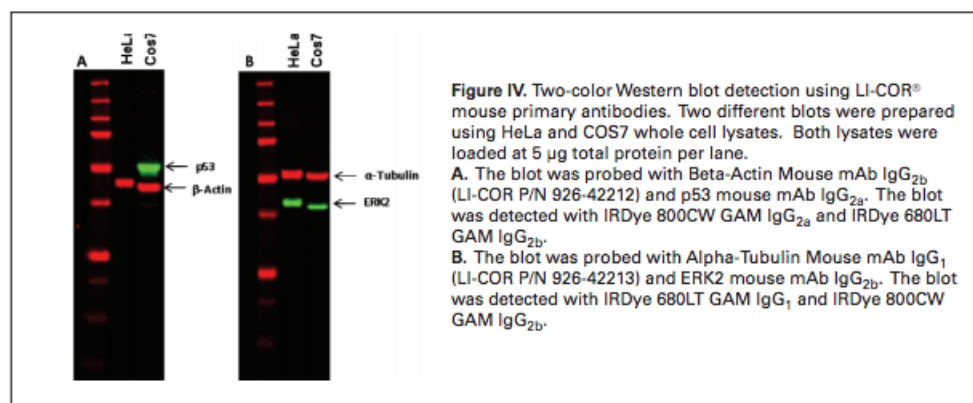 A
HeLa
Cos7
p53
β-Actin
B
HeLa
Cos7
α-Tubulin
ERK2
Figure IV. Two-color Western blot detection using LI-COR®
mouse primary antibodies. Two different blots were prepared
using HeLa and COS7 whole cell lysates. Both lysates were
loaded at 5 µg total protein per lane.
A. The blot was probed with Beta-Actin Mouse mAb IgG2b
(LI-COR P/N 926-42212) and p53 mouse mAb IgG2a. The blot
was detected with IRDye 800CW GAM IgG2a and IRDye 680LT
GAM IgG2b.
B. The blot was probed with Alpha-Tubulin Mouse mAb IgG1
(LI-COR P/N 926-42213) and ERK2 mouse mAb IgG2b. The blot
was detected with IRDye 680LT GAM IgG1 and IRDye 800CW
GAM IgG2b.